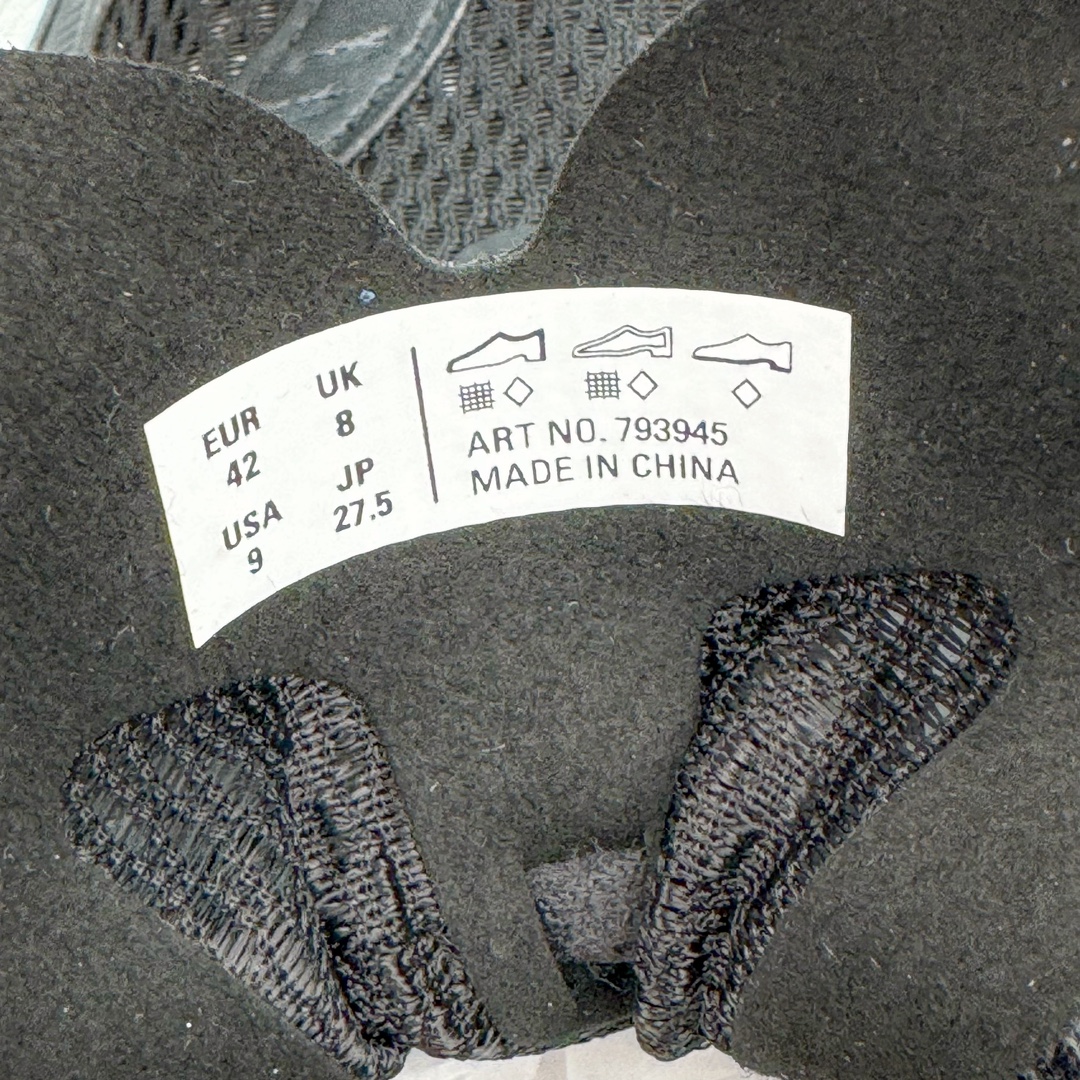 EUR
42
UK
8
USA
9
JP
27.5
ART NO. 793945
MADE IN CHINA